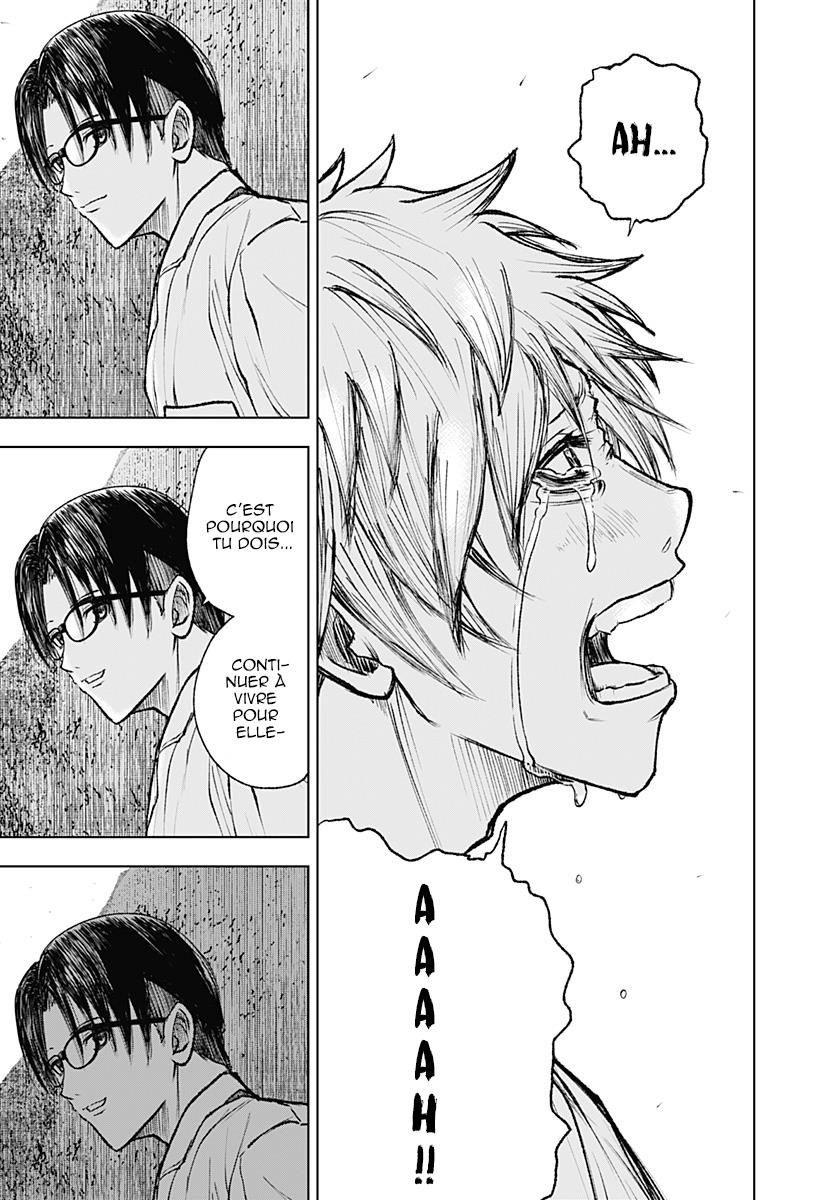 AH...
A
A
A
A
H
!!
C'EST
POURQUOI
TU DOIS...
CONTI-
NUER À
VIVRE
POUR
ELLE-